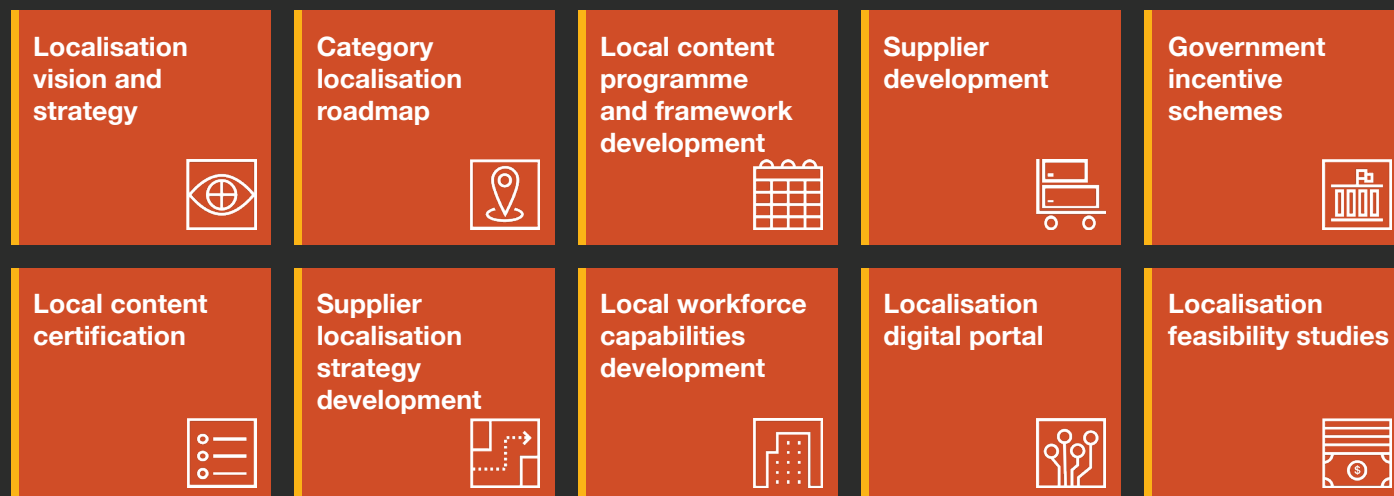 Localisation
vision and
strategy
Category
localisation
roadmap
Local content
programme
and framework
development
Supplier
development
Government
incentive
schemes
Local content
certification
Supplier
localisation
strategy
development
Local workforce
capabilities
development
Localisation
digital portal
Localisation
feasibility studies
$